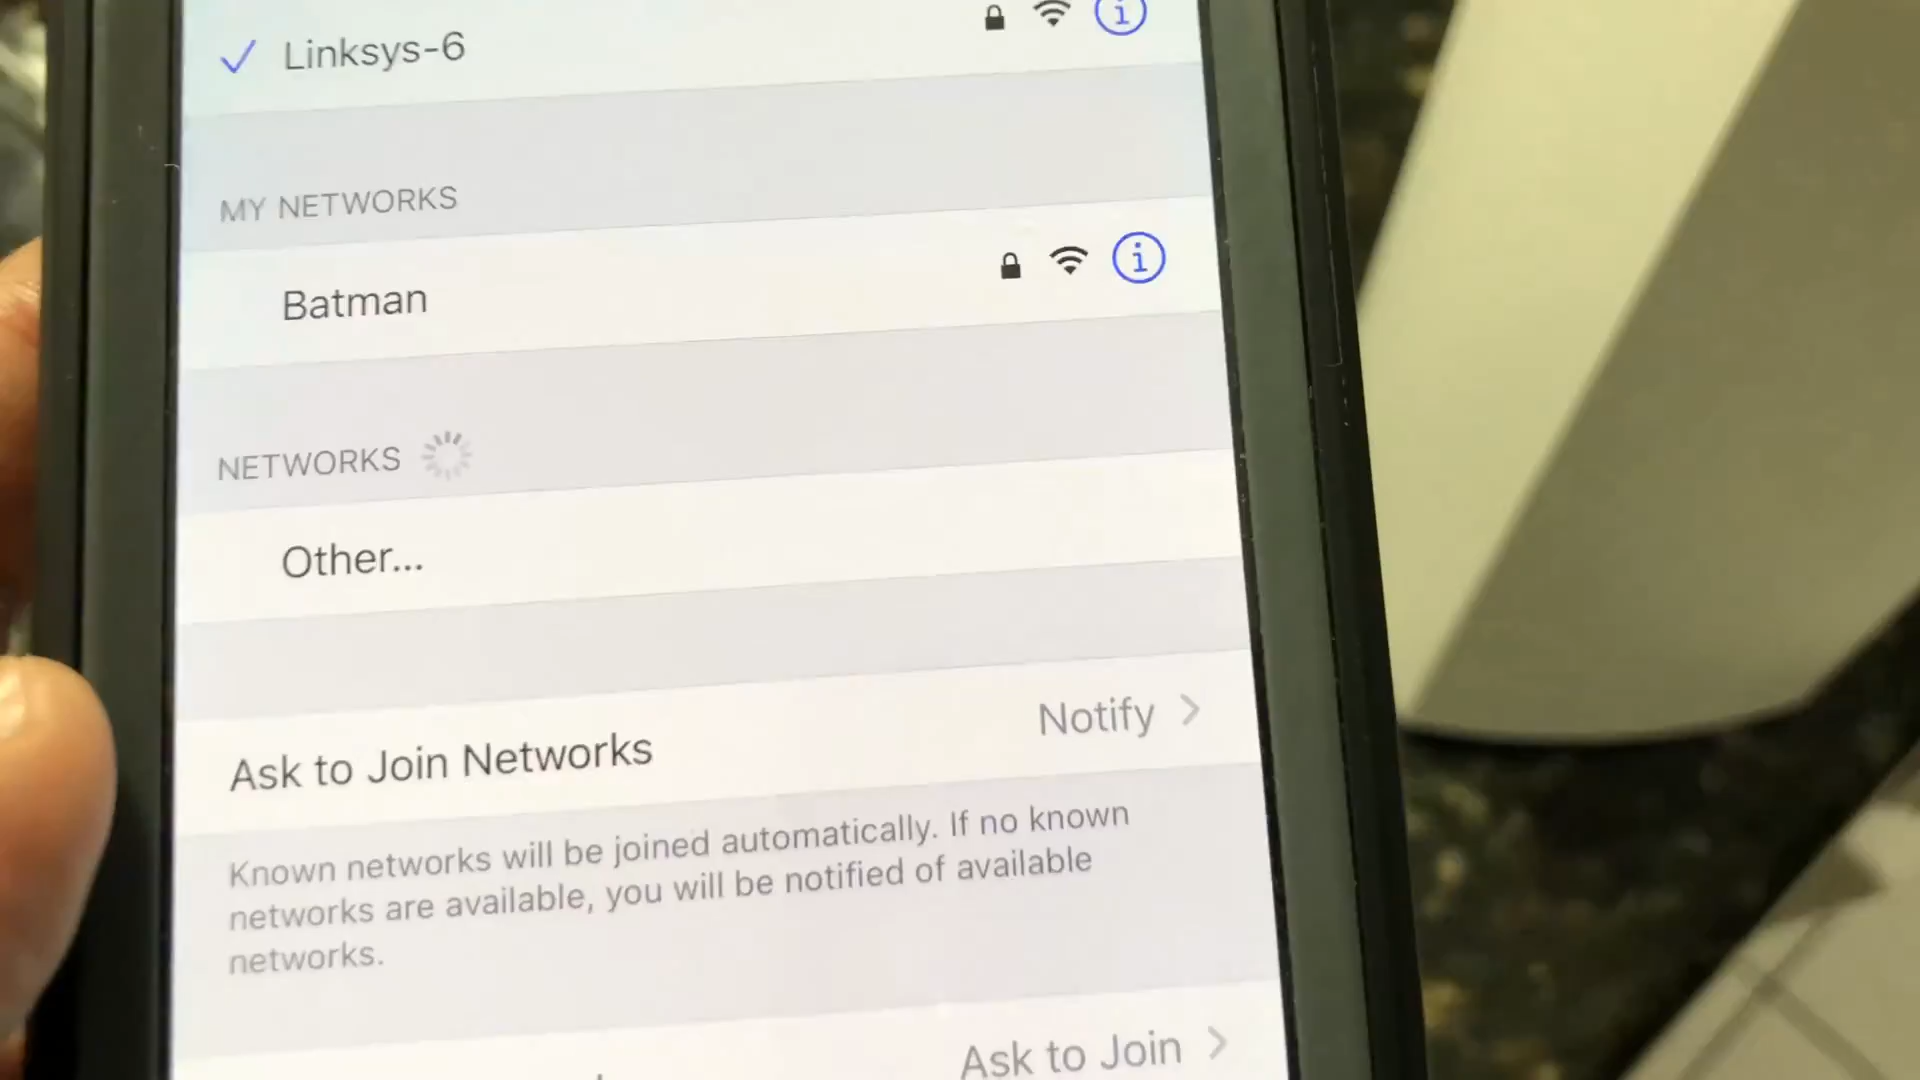 Linksys-6
MY NETWORKS
Batman
NETWORKS
Other...
Ask to Join Networks Notify
Known networks will be joined automatically. If no known
networks are available, you will be notified of available
networks.
Ask to Join